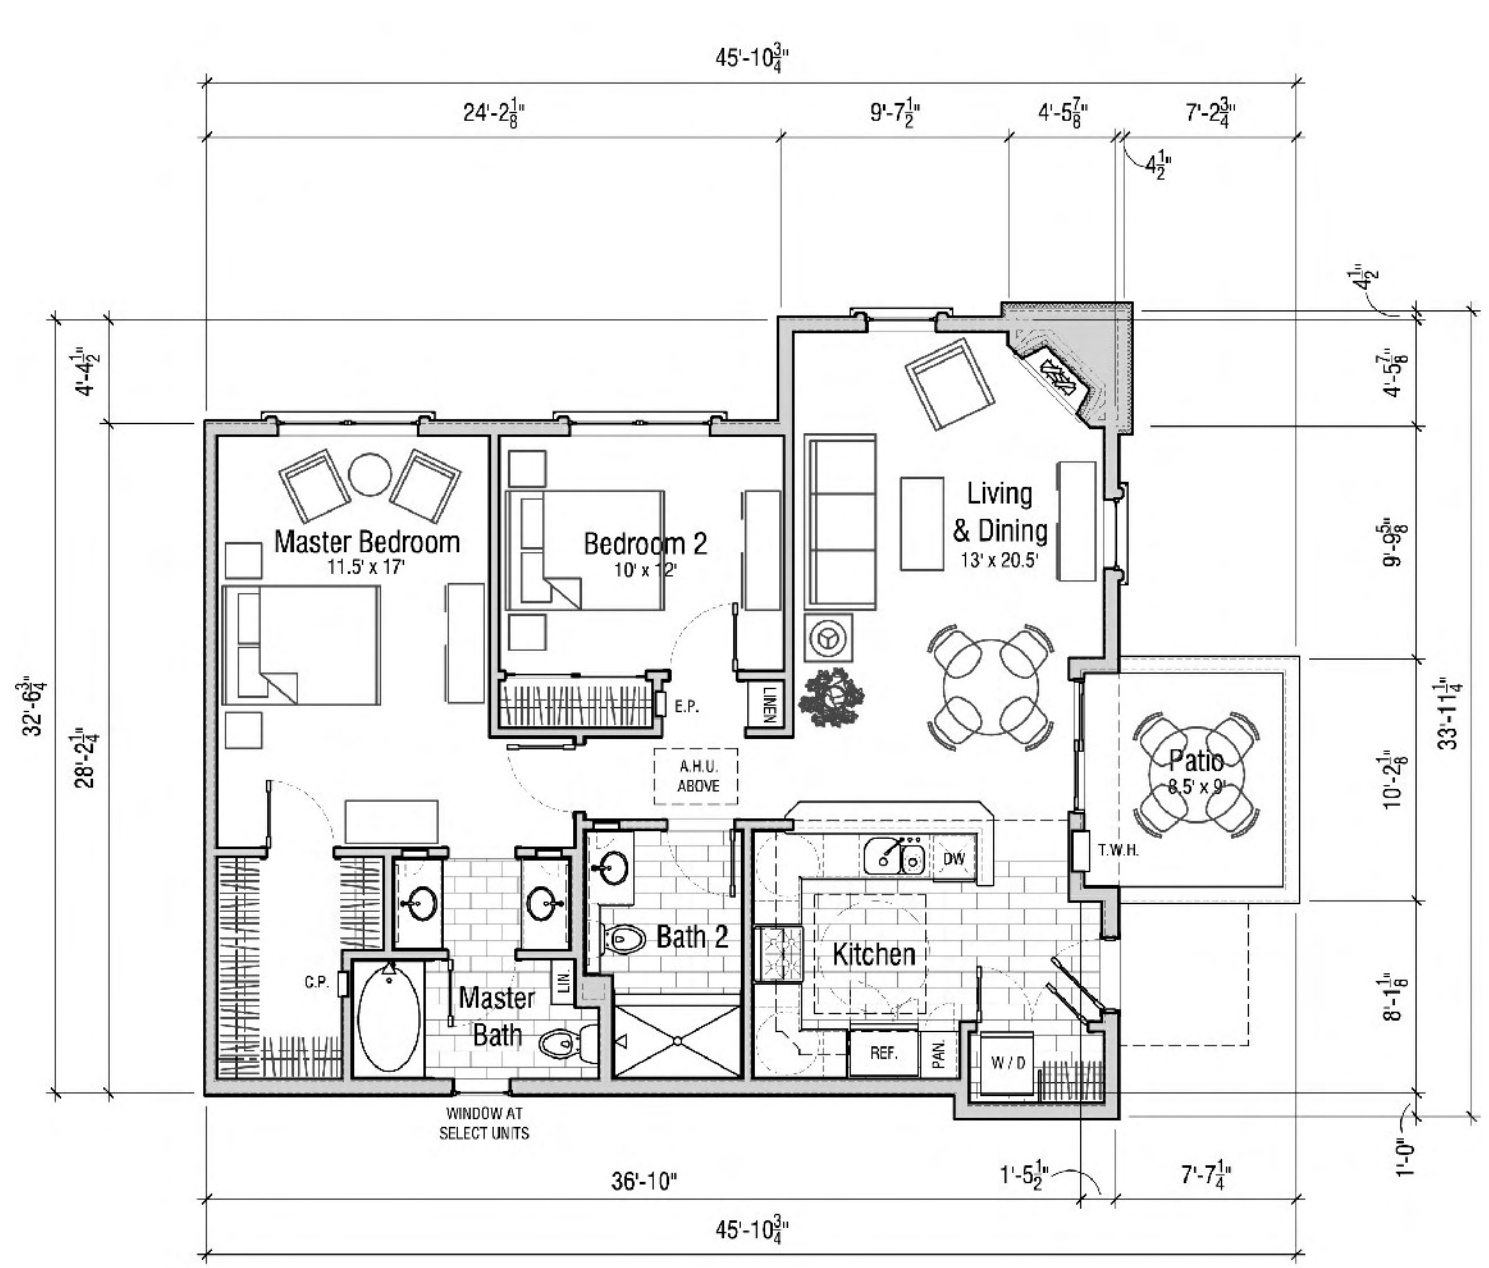 45'-10 3/4"
24'-2 1/8"
9'-7 1/2"
4'-5 7/8"
7'-2 3/4"
4 1/2"
4 1/2"
4'-4 1/2"
4'-5 7/8"
Living
& Dining
13' x 20.5'
Master Bedroom
11.5' x 17'
Bedroom 2
10' x 12'
9'-9 5/8"
32'-6 3/4"
28'-2 1/4"
33'-11 1/4"
E.P.
LINEN
A.H.U.
ABOVE
Patio
8.5' x 9'
10'-2 1/8"
T.W.H.
DW
Bath 2
Kitchen
C.P.
LIN.
Master
Bath
8'-1 1/8"
REF.
PAN.
W / D
WINDOW AT
SELECT UNITS
1'-0"
36'-10"
1'-5 1/2"
7'-7 1/4"
45'-10 3/4"